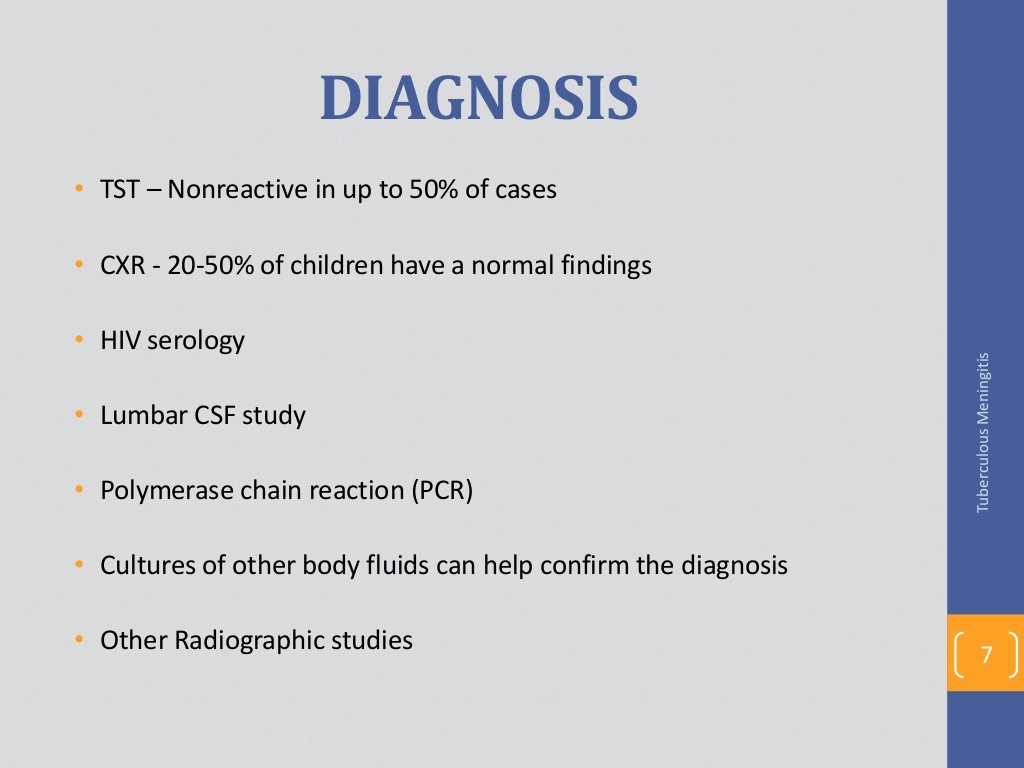 DIAGNOSIS
• TST – Nonreactive in up to 50% of cases
• CXR - 20-50% of children have a normal findings
• HIV serology
• Lumbar CSF study
• Polymerase chain reaction (PCR)
• Cultures of other body fluids can help confirm the diagnosis
• Other Radiographic studies
Tuberculous Meningitis
7